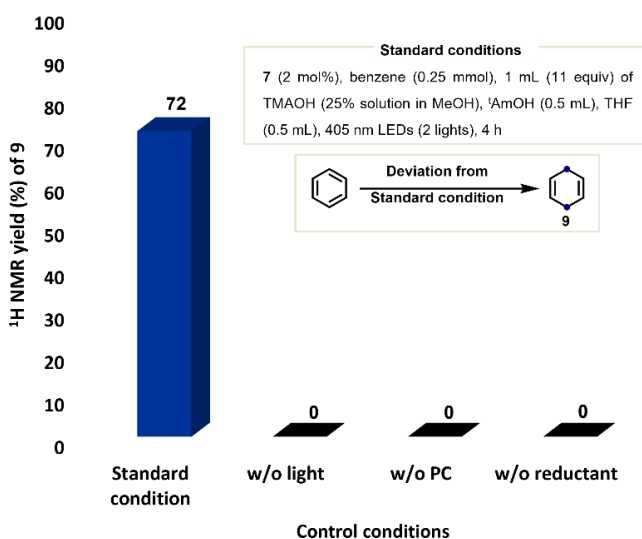 100
90
80
70
60
50
40
30
20
10
0
¹H NMR yield (%) of 9
72
0
0
0
Standard conditions
7 (2 mol%), benzene (0.25 mmol), 1 mL (11 equiv) of
TMAOH (25% solution in MeOH), ᵗAmOH (0.5 mL), THF
(0.5 mL), 405 nm LEDs (2 lights), 4 h
Deviation from
Standard condition
9
Standard
condition
w/o light
w/o PC
w/o reductant
Control conditions